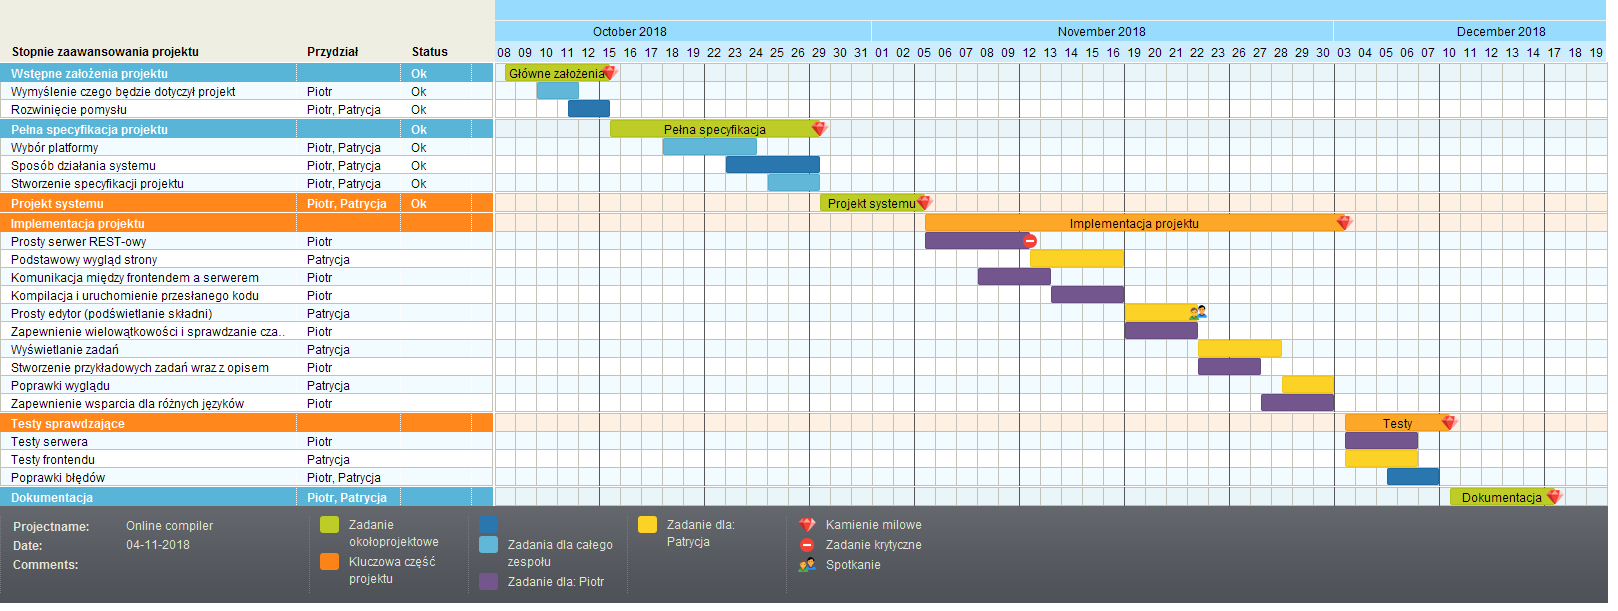 October 2018 November 2018 December 2018
Stopnie zaawansowania projektu Przydział Status 08 09 10 11 12 15 16 17 18 19 22 23 24 25 26 29 30 31 01 02 05 06 07 08 09 12 13 14 15 16 19 20 21 22 23 26 27 28 29 30 03 04 05 06 07 10 11 12 13 14 17 18 19
Wstępne założenia projektu Ok Główne założenia
Wymyślenie czego będzie dotyczył projekt Piotr Ok
Rozwinięcie pomysłu Piotr, Patrycja Ok
Pełna specyfikacja projektu Ok Pełna specyfikacja
Wybór platformy Piotr, Patrycja Ok
Sposób działania systemu Piotr, Patrycja Ok
Stworzenie specyfikacji projektu Piotr, Patrycja Ok
Projekt systemu Piotr, Patrycja Ok Projekt systemu
Implementacja projektu Implementacja projektu
Prosty serwer REST-owy Piotr
Podstawowy wygląd strony Patrycja
Komunikacja między frontendem a serwerem Piotr
Kompilacja i uruchomienie przesłanego kodu Piotr
Prosty edytor (podświetlanie składni) Patrycja
Zapewnienie wielowątkowości i sprawdzanie cza.. Piotr
Wyświetlanie zadań Patrycja
Stworzenie przykładowych zadań wraz z opisem Piotr
Poprawki wyglądu Patrycja
Zapewnienie wsparcia dla różnych języków Piotr
Testy sprawdzające Testy
Testy serwera Piotr
Testy frontendu Patrycja
Poprawki błędów Piotr, Patrycja
Dokumentacja Piotr, Patrycja Dokumentacja
Projectname: Online compiler
Date: 04-11-2018
Comments:
Zadanie
okołoprojektowe
Kluczowa część
projektu
Zadania dla całego
zespołu
Zadanie dla: Piotr
Zadanie dla:
Patrycja
Kamienie milowe
Zadanie krytyczne
Spotkanie